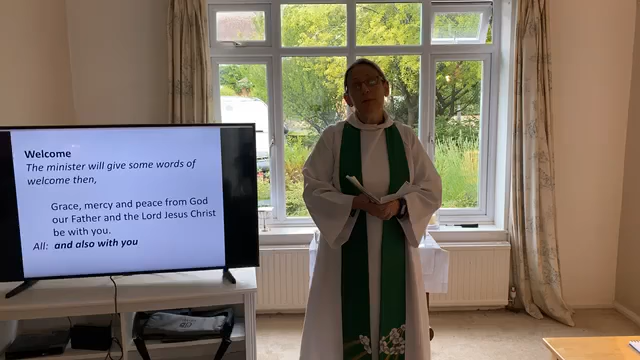 Welcome
The minister will give some words of
welcome then,
Grace, mercy and peace from God
our Father and the Lord Jesus Christ
be with you.
All: and also with you